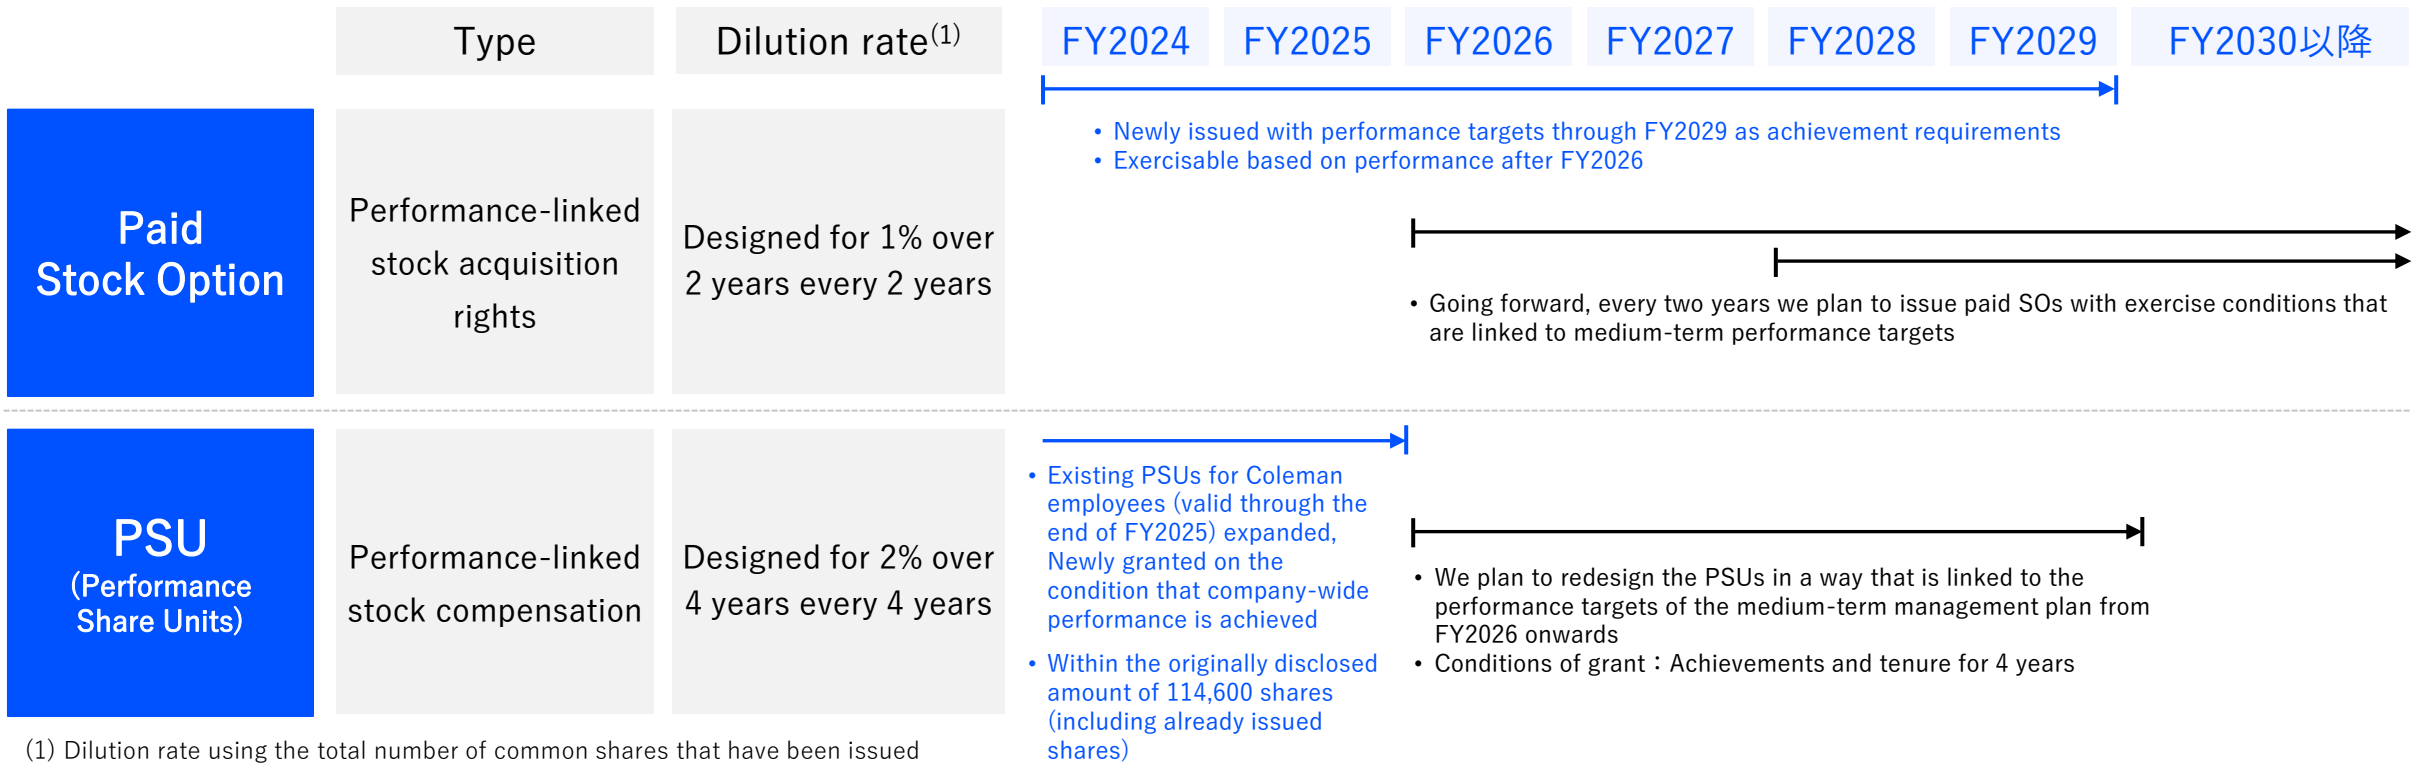 Type
Dilution rate(1)
FY2024
FY2025
FY2026
FY2027
FY2028
FY2029
FY2030以降
Paid
Stock Option
Performance-linked
stock acquisition
rights
Designed for 1% over
2 years every 2 years
• Newly issued with performance targets through FY2029 as achievement requirements
• Exercisable based on performance after FY2026
• Going forward, every two years we plan to issue paid SOs with exercise conditions that
are linked to medium-term performance targets
PSU
(Performance
Share Units)
Performance-linked
stock compensation
Designed for 2% over
4 years every 4 years
• Existing PSUs for Coleman
employees (valid through the
end of FY2025) expanded,
Newly granted on the
condition that company-wide
performance is achieved
• Within the originally disclosed
amount of 114,600 shares
(including already issued
shares)
• We plan to redesign the PSUs in a way that is linked to the
performance targets of the medium-term management plan from
FY2026 onwards
• Conditions of grant：Achievements and tenure for 4 years
(1) Dilution rate using the total number of common shares that have been issued